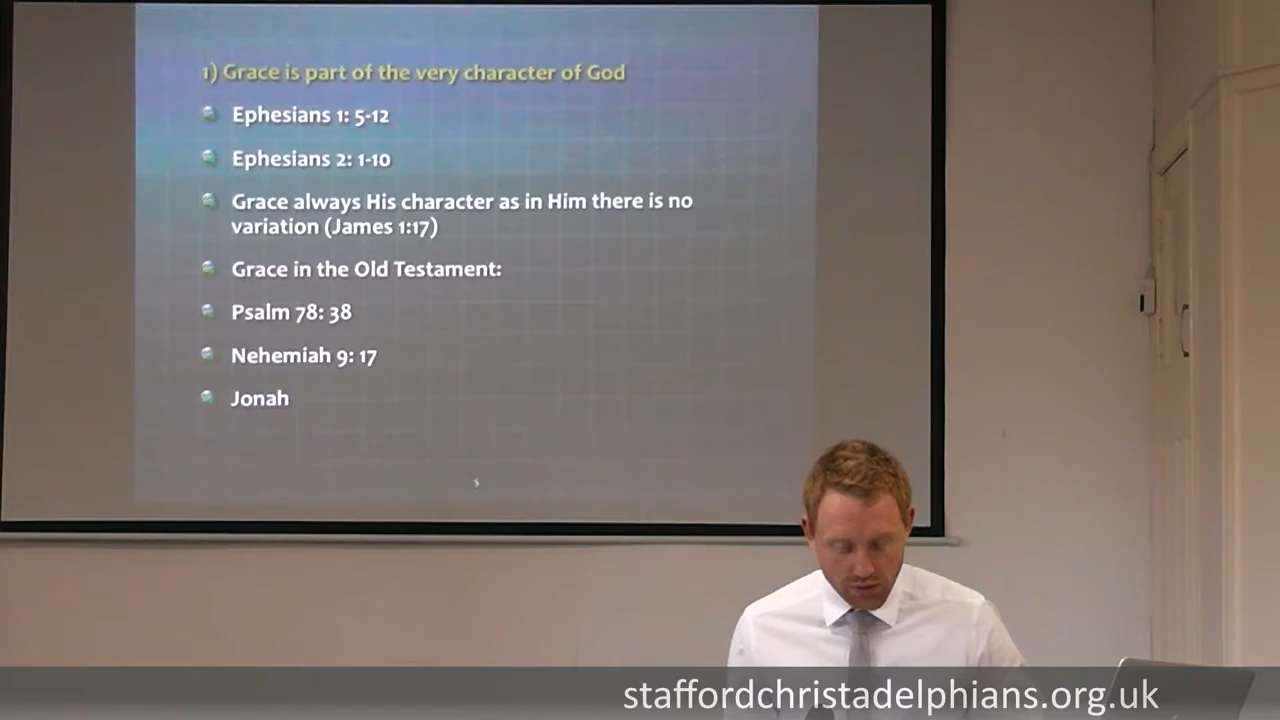 1) Grace is part of the very character of God
Ephesians 1: 5-12
Ephesians 2: 1-10
Grace always His character as in Him there is no
variation (James 1:17)
Grace in the Old Testament:
Psalm 78: 38
Nehemiah 9: 17
Jonah
5
staffordchristadelphians.org.uk